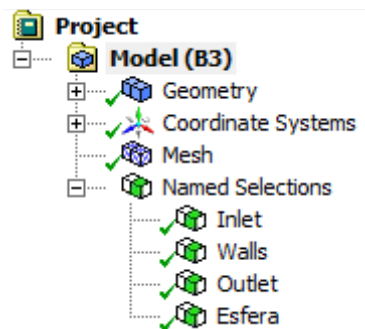 Project
Model (B3)
Geometry
Coordinate Systems
Mesh
Named Selections
Inlet
Walls
Outlet
Esfera